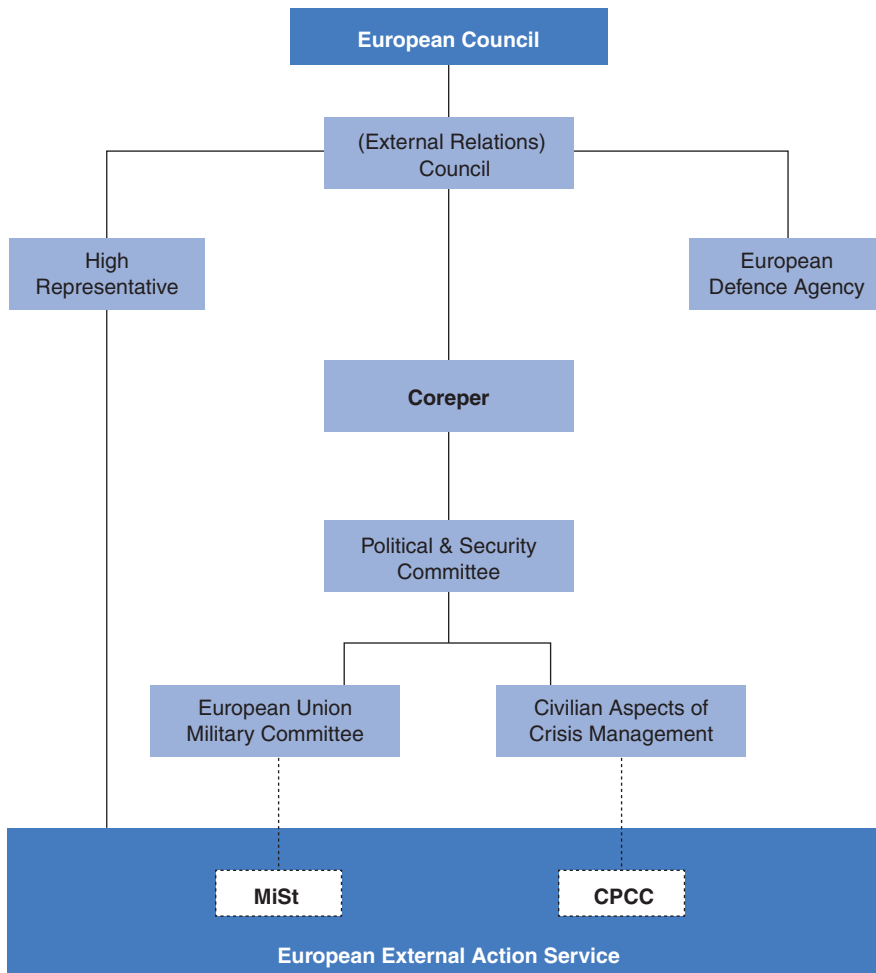 European Council
(External Relations)
Council
High
Representative
European
Defence Agency
Coreper
Political & Security
Committee
European Union
Military Committee
Civilian Aspects of
Crisis Management
MiSt
CPCC
European External Action Service